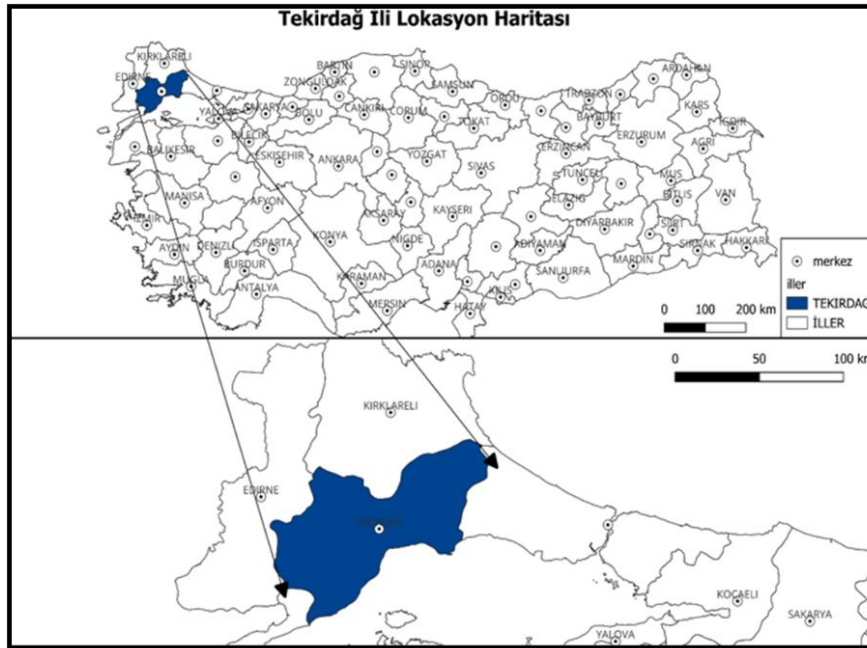 Tekirdağ Ili Lokasyon Haritası
KIRKLARELI
EDIRNE
BARTIN
SINOP
ZONGULDAK
SAMSUN
ORDU
TRABZON
ARDAHAN
KARS
YALOVA
SAKARYA
BOLU
CANKIRI
CORUM
TOKAT
BAYBURT
IGDIR
BILECIK
ERZURUM
AGRI
BALIKESIR
ESKISEHIR
ANKARA
YOZGAT
SIVAS
ERZINCAN
TUNCELI
MUS
BITLIS
VAN
MANISA
AFYON
AKSARAY
KAYSERI
ELAZIG
DIYARBAKIR
SIIRT
IZMIR
KONYA
NIGDE
ADIYAMAN
SIRNAK
HAKKARI
AYDIN
DENIZLI
ISPARTA
BURDUR
ADANA
MARDIN
SANLIURFA
MUGLA
ANTALYA
KARAMAN
MERSIN
HATAY
KILIS
merkez
iller
TEKIRDAG
İLLER
0 100 200 km
0 50 100 km
KIRKLARELI
EDIRNE
KOCAELI
SAKARYA
YALOVA